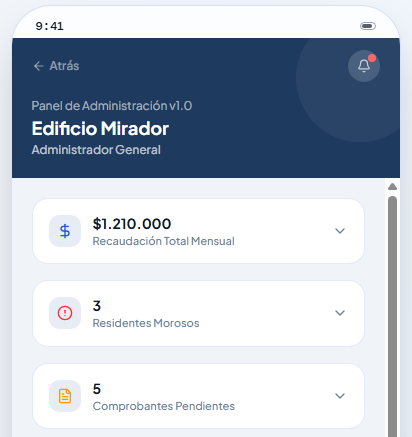 9:41
← Atrás
Panel de Administración v1.0
Edificio Mirador
Administrador General
$1.210.000
Recaudación Total Mensual
3
Residentes Morosos
5
Comprobantes Pendientes